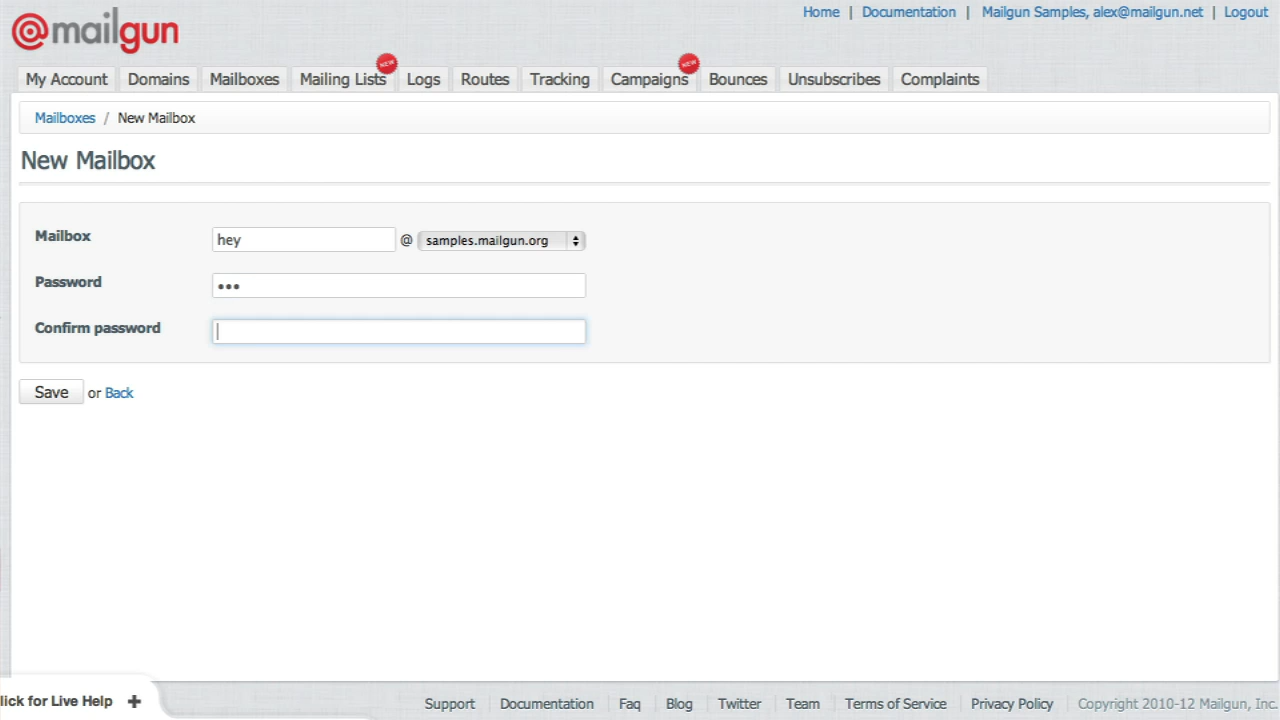 @mailgun
Home | Documentation | Mailgun Samples, alex@mailgun.net | Logout
My Account Domains Mailboxes Mailing Lists NEW Logs Routes Tracking Campaigns NEW Bounces Unsubscribes Complaints
Mailboxes / New Mailbox
New Mailbox
Mailbox hey @ samples.mailgun.org
Password •••
Confirm password
Save or Back
lick for Live Help +
Support Documentation Faq Blog Twitter Team Terms of Service Privacy Policy Copyright 2010-12 Mailgun, Inc.